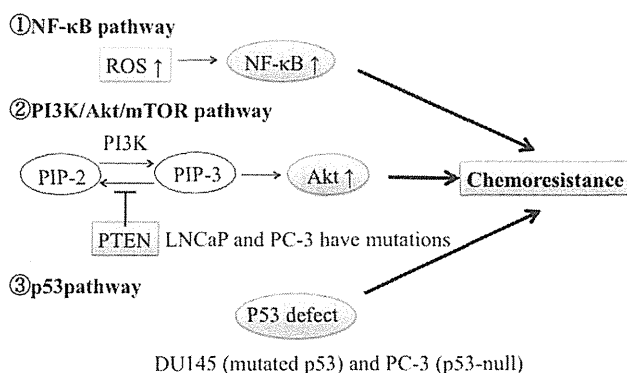 ①NF-κB pathway
ROS ↑
NF-κB ↑
②PI3K/Akt/mTOR pathway
PI3K
PIP-2
PIP-3
Akt ↑
Chemoresistance
PTEN
LNCaP and PC-3 have mutations
③p53pathway
P53 defect
DU145 (mutated p53) and PC-3 (p53-null)